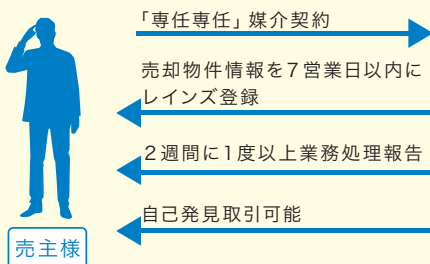 「専任専任」媒介契約
売却物件情報を7営業日以内に
レインズ登録
2週間に1度以上業務処理報告
自己発見取引可能
売主様